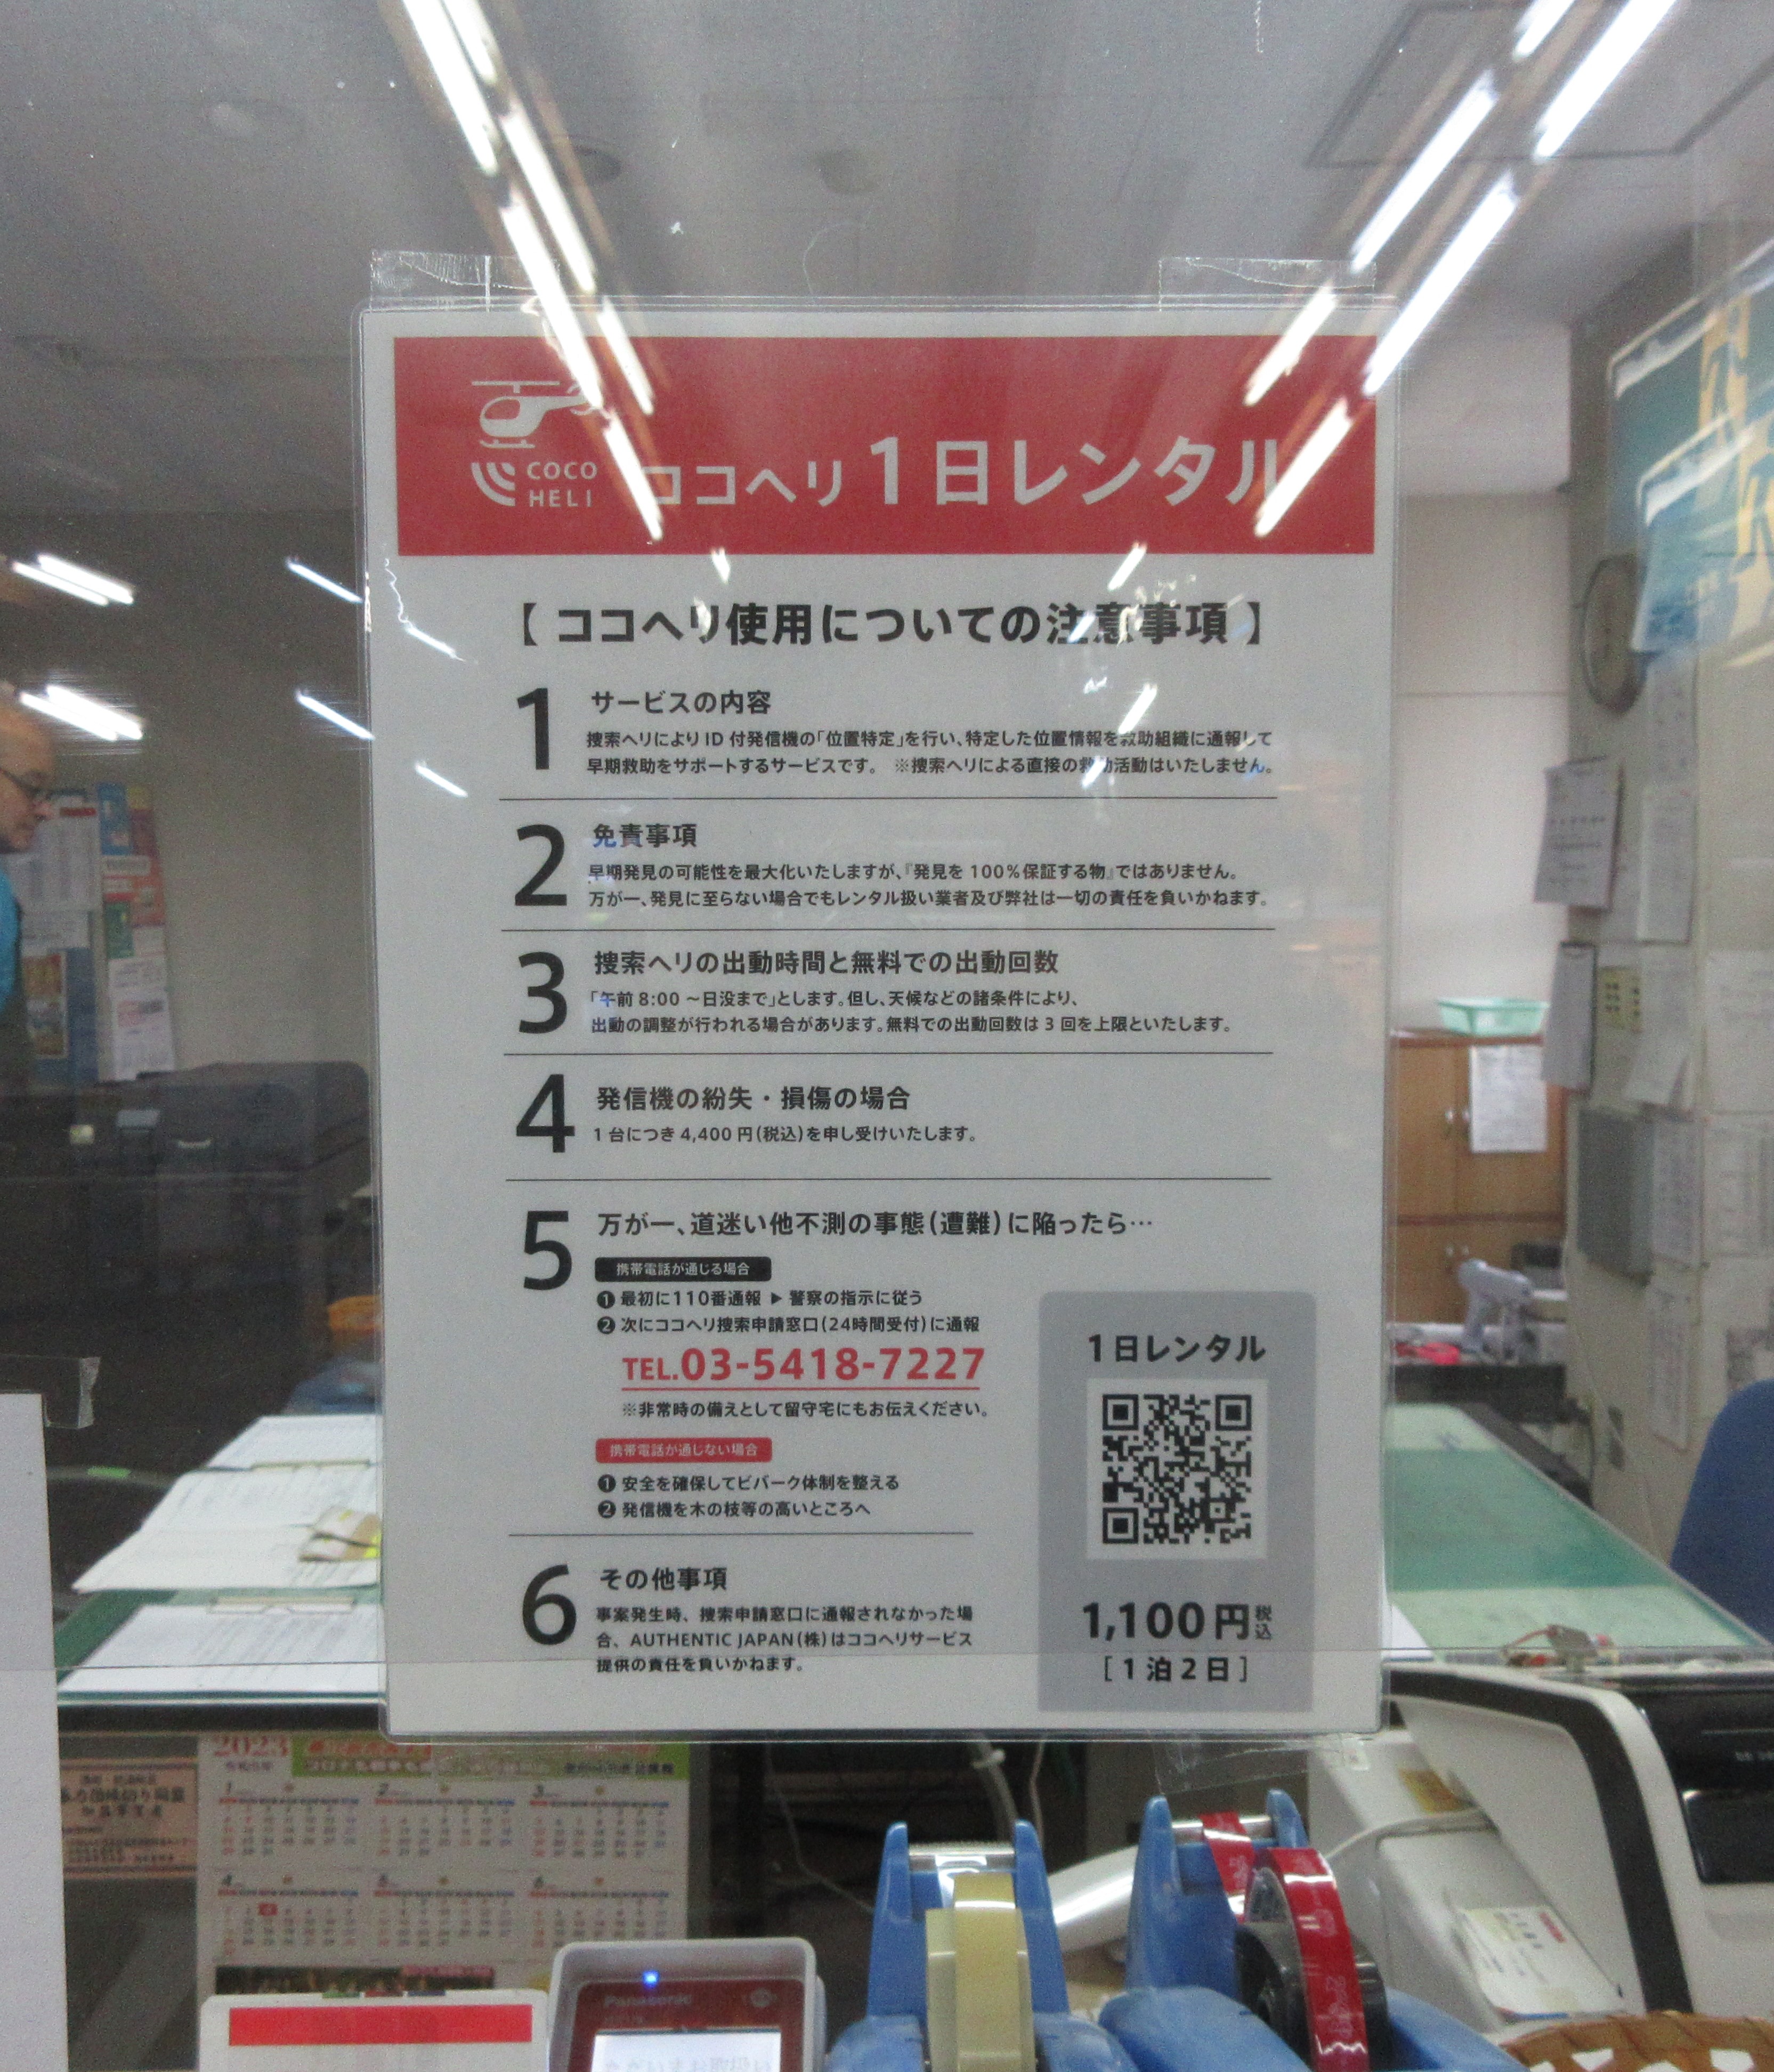 COCO
HELI
ココヘリ1日レンタル
【 ココヘリ使用についての注意事項 】
1 サービスの内容
捜索ヘリによりID付発信機の「位置特定」を行い、特定した位置情報を救助組織に通報して
早期救助をサポートするサービスです。 ※捜索ヘリによる直接の救助活動はいたしません。
2 免責事項
早期発見の可能性を最大化いたしますが、『発見を100%保証する物』ではありません。
万が一、発見に至らない場合でもレンタル扱い業者及び弊社は一切の責任を負いかねます。
3 捜索ヘリの出動時間と無料での出動回数
「午前8:00～日没まで」とします。但し、天候などの諸条件により、
出動の調整が行われる場合があります。無料での出動回数は3回を上限といたします。
4 発信機の紛失・損傷の場合
1台につき4,400円(税込)を申し受けいたします。
5 万が一、道迷い他不測の事態(遭難)に陥ったら…
携帯電話が通じる場合
❶ 最初に110番通報 ▶ 警察の指示に従う
❷ 次にココヘリ捜索申請窓口(24時間受付)に通報
TEL.03-5418-7227
※非常時の備えとして留守宅にもお伝えください。
携帯電話が通じない場合
❶ 安全を確保してビバーク体制を整える
❷ 発信機を木の枝等の高いところへ
6 その他事項
事案発生時、捜索申請窓口に通報されなかった場
合、AUTHENTIC JAPAN(株)はココヘリサービス
提供の責任を負いかねます。
1日レンタル
1,100円税込
[1泊2日]
2023
Panasonic